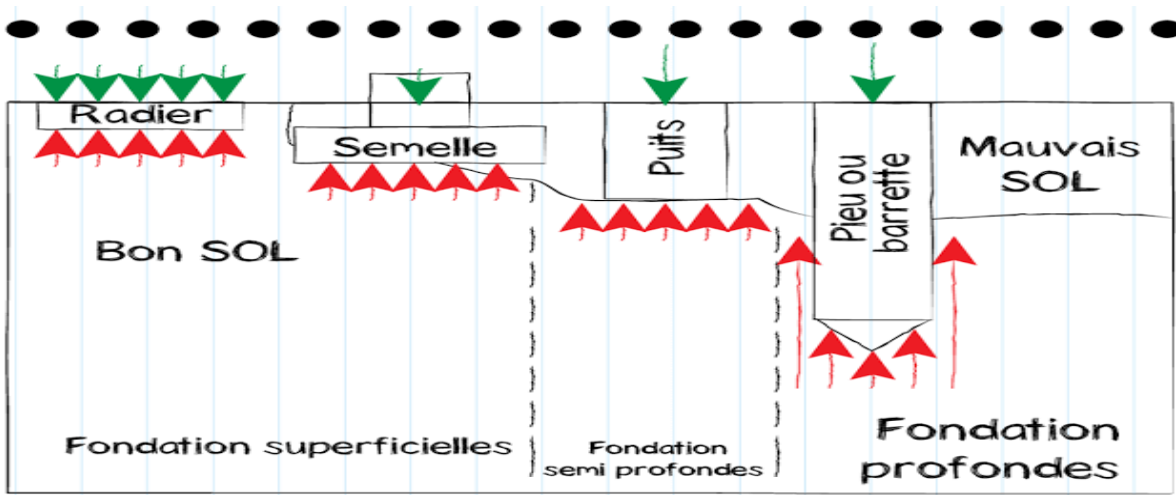 Radier
Semelle
Puits
Pieu ou
barrette
Mauvais
SOL
Bon SOL
Fondation superficielles
Fondation
semi profondes
Fondation
profondes